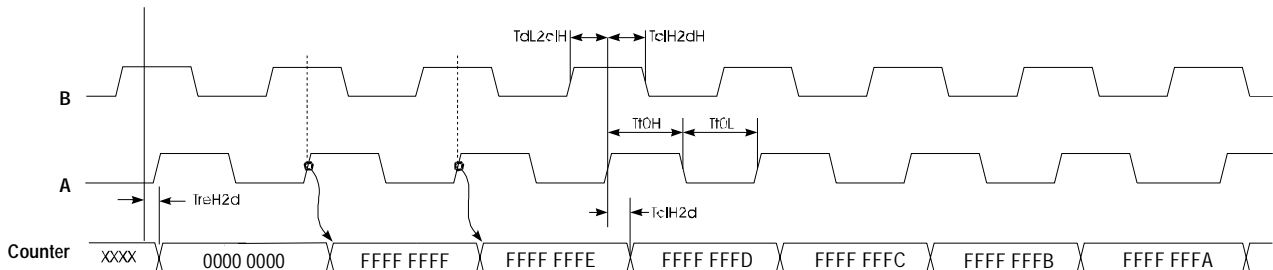 TdL2clH
TclH2dH
B
Tt0H
Tt0L
A
TreH2d
TclH2d
Counter
XXXX
0000 0000
FFFF FFFF
FFFF FFFE
FFFF FFFD
FFFF FFFC
FFFF FFFB
FFFF FFFA